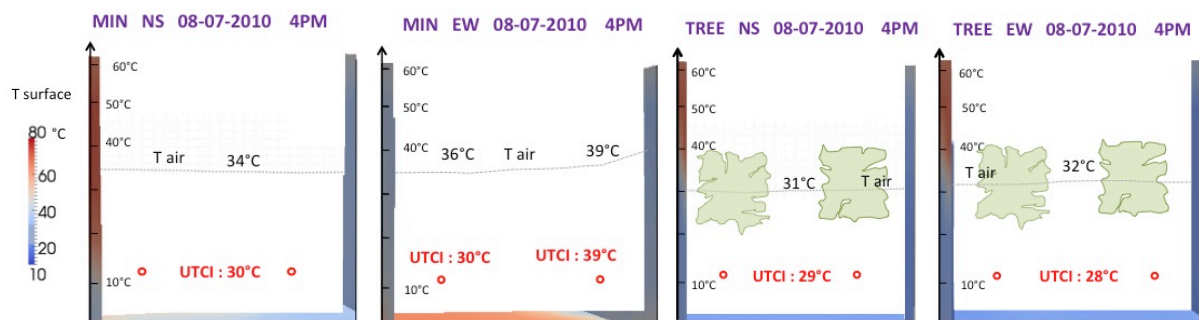 MIN NS 08-07-2010 4PM
T surface
80 °C
60
40
20
10
60°C
50°C
40°C
T air 34°C
UTCI : 30°C
10°C
MIN EW 08-07-2010 4PM
60°C
50°C
40°C
36°C T air 39°C
UTCI : 30°C UTCI : 39°C
10°C
TREE NS 08-07-2010 4PM
60°C
50°C
40°C
31°C T air
UTCI : 29°C
10°C
TREE EW 08-07-2010 4PM
60°C
50°C
40°C
T air 32°C
UTCI : 28°C
10°C